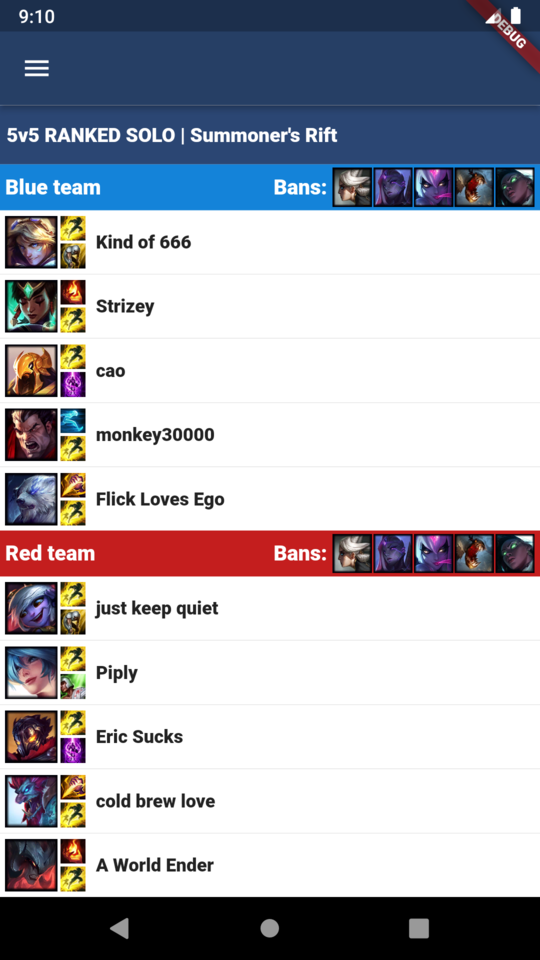 9:10
DEBUG
5v5 RANKED SOLO | Summoner's Rift
Blue team Bans:
Kind of 666
Strizey
cao
monkey30000
Flick Loves Ego
Red team Bans:
just keep quiet
Piply
Eric Sucks
cold brew love
A World Ender